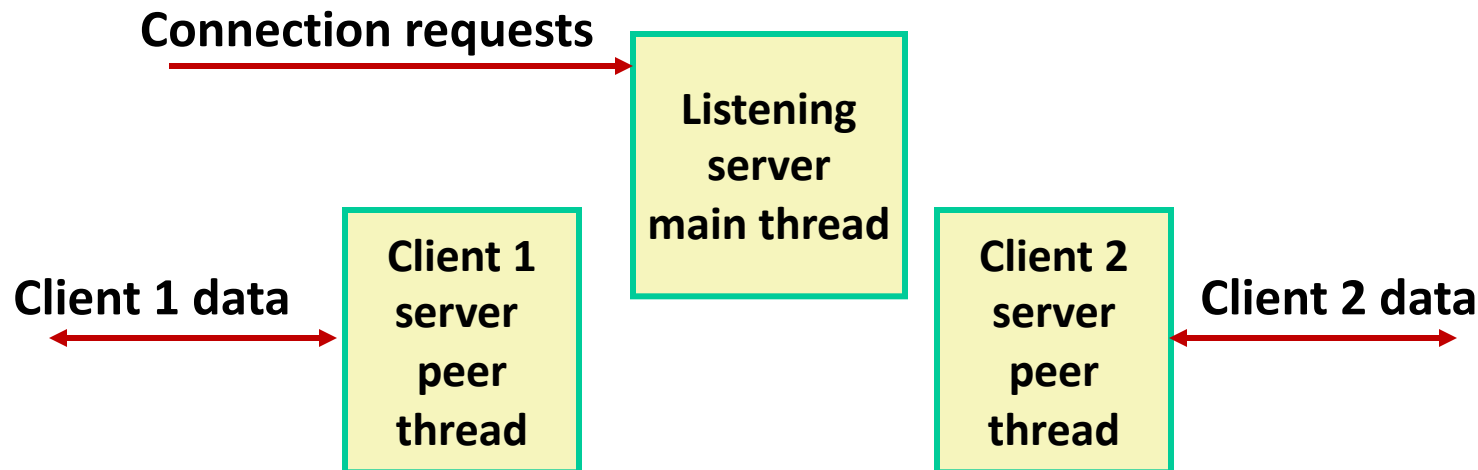 Connection requests
Listening
server
main thread
Client 1
server
peer
thread
Client 1 data
Client 2
server
peer
thread
Client 2 data